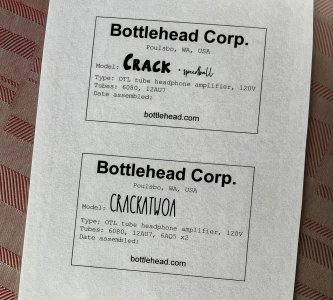 Bottlehead Corp.
Poulsbo, WA, USA
Model: CRACK + speedball
Type: OTL tube headphone amplifier, 120V
Tubes: 6080, 12AU7
Date assembled:
bottlehead.com
Bottlehead Corp.
Poulsbo, WA, USA
Model: CRACKATWOA
Type: OTL tube headphone amplifier, 120V
Tubes: 6080, 12AU7, 6AQ5 x2
Date assembled:
bottlehead.com